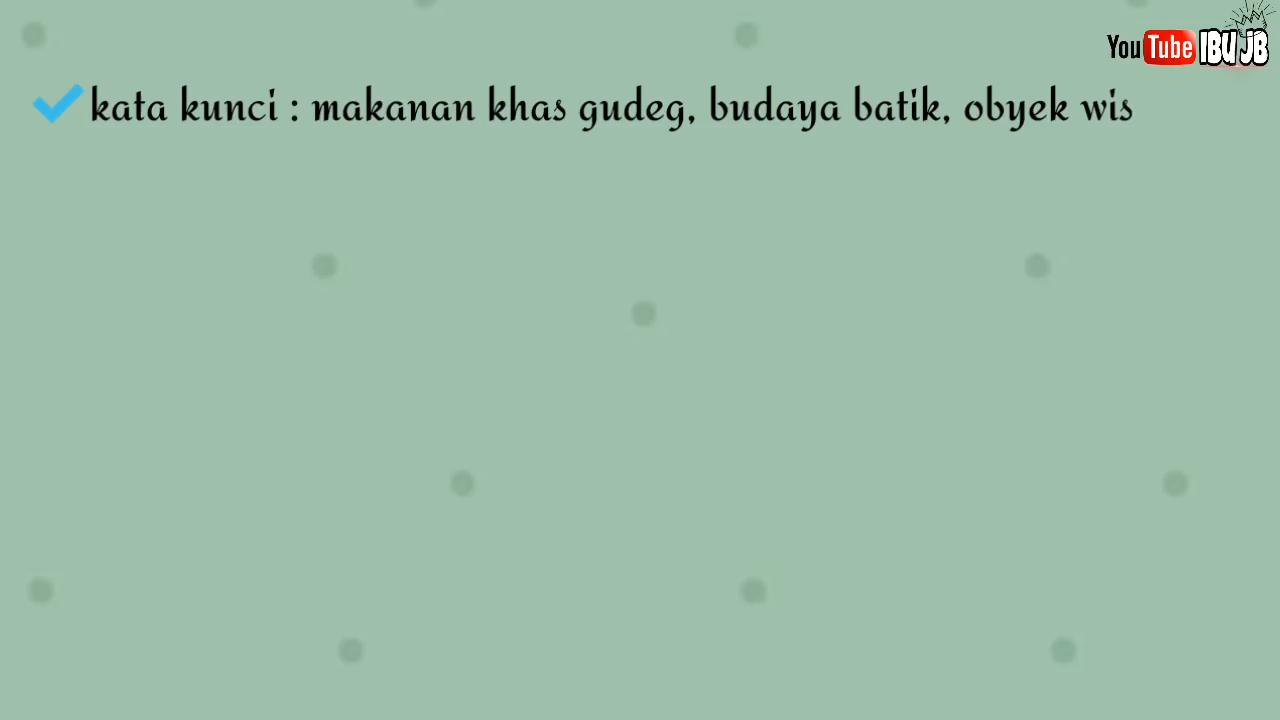 YouTube IBU JB
kata kunci : makanan khas gudeg, budaya batik, obyek wis